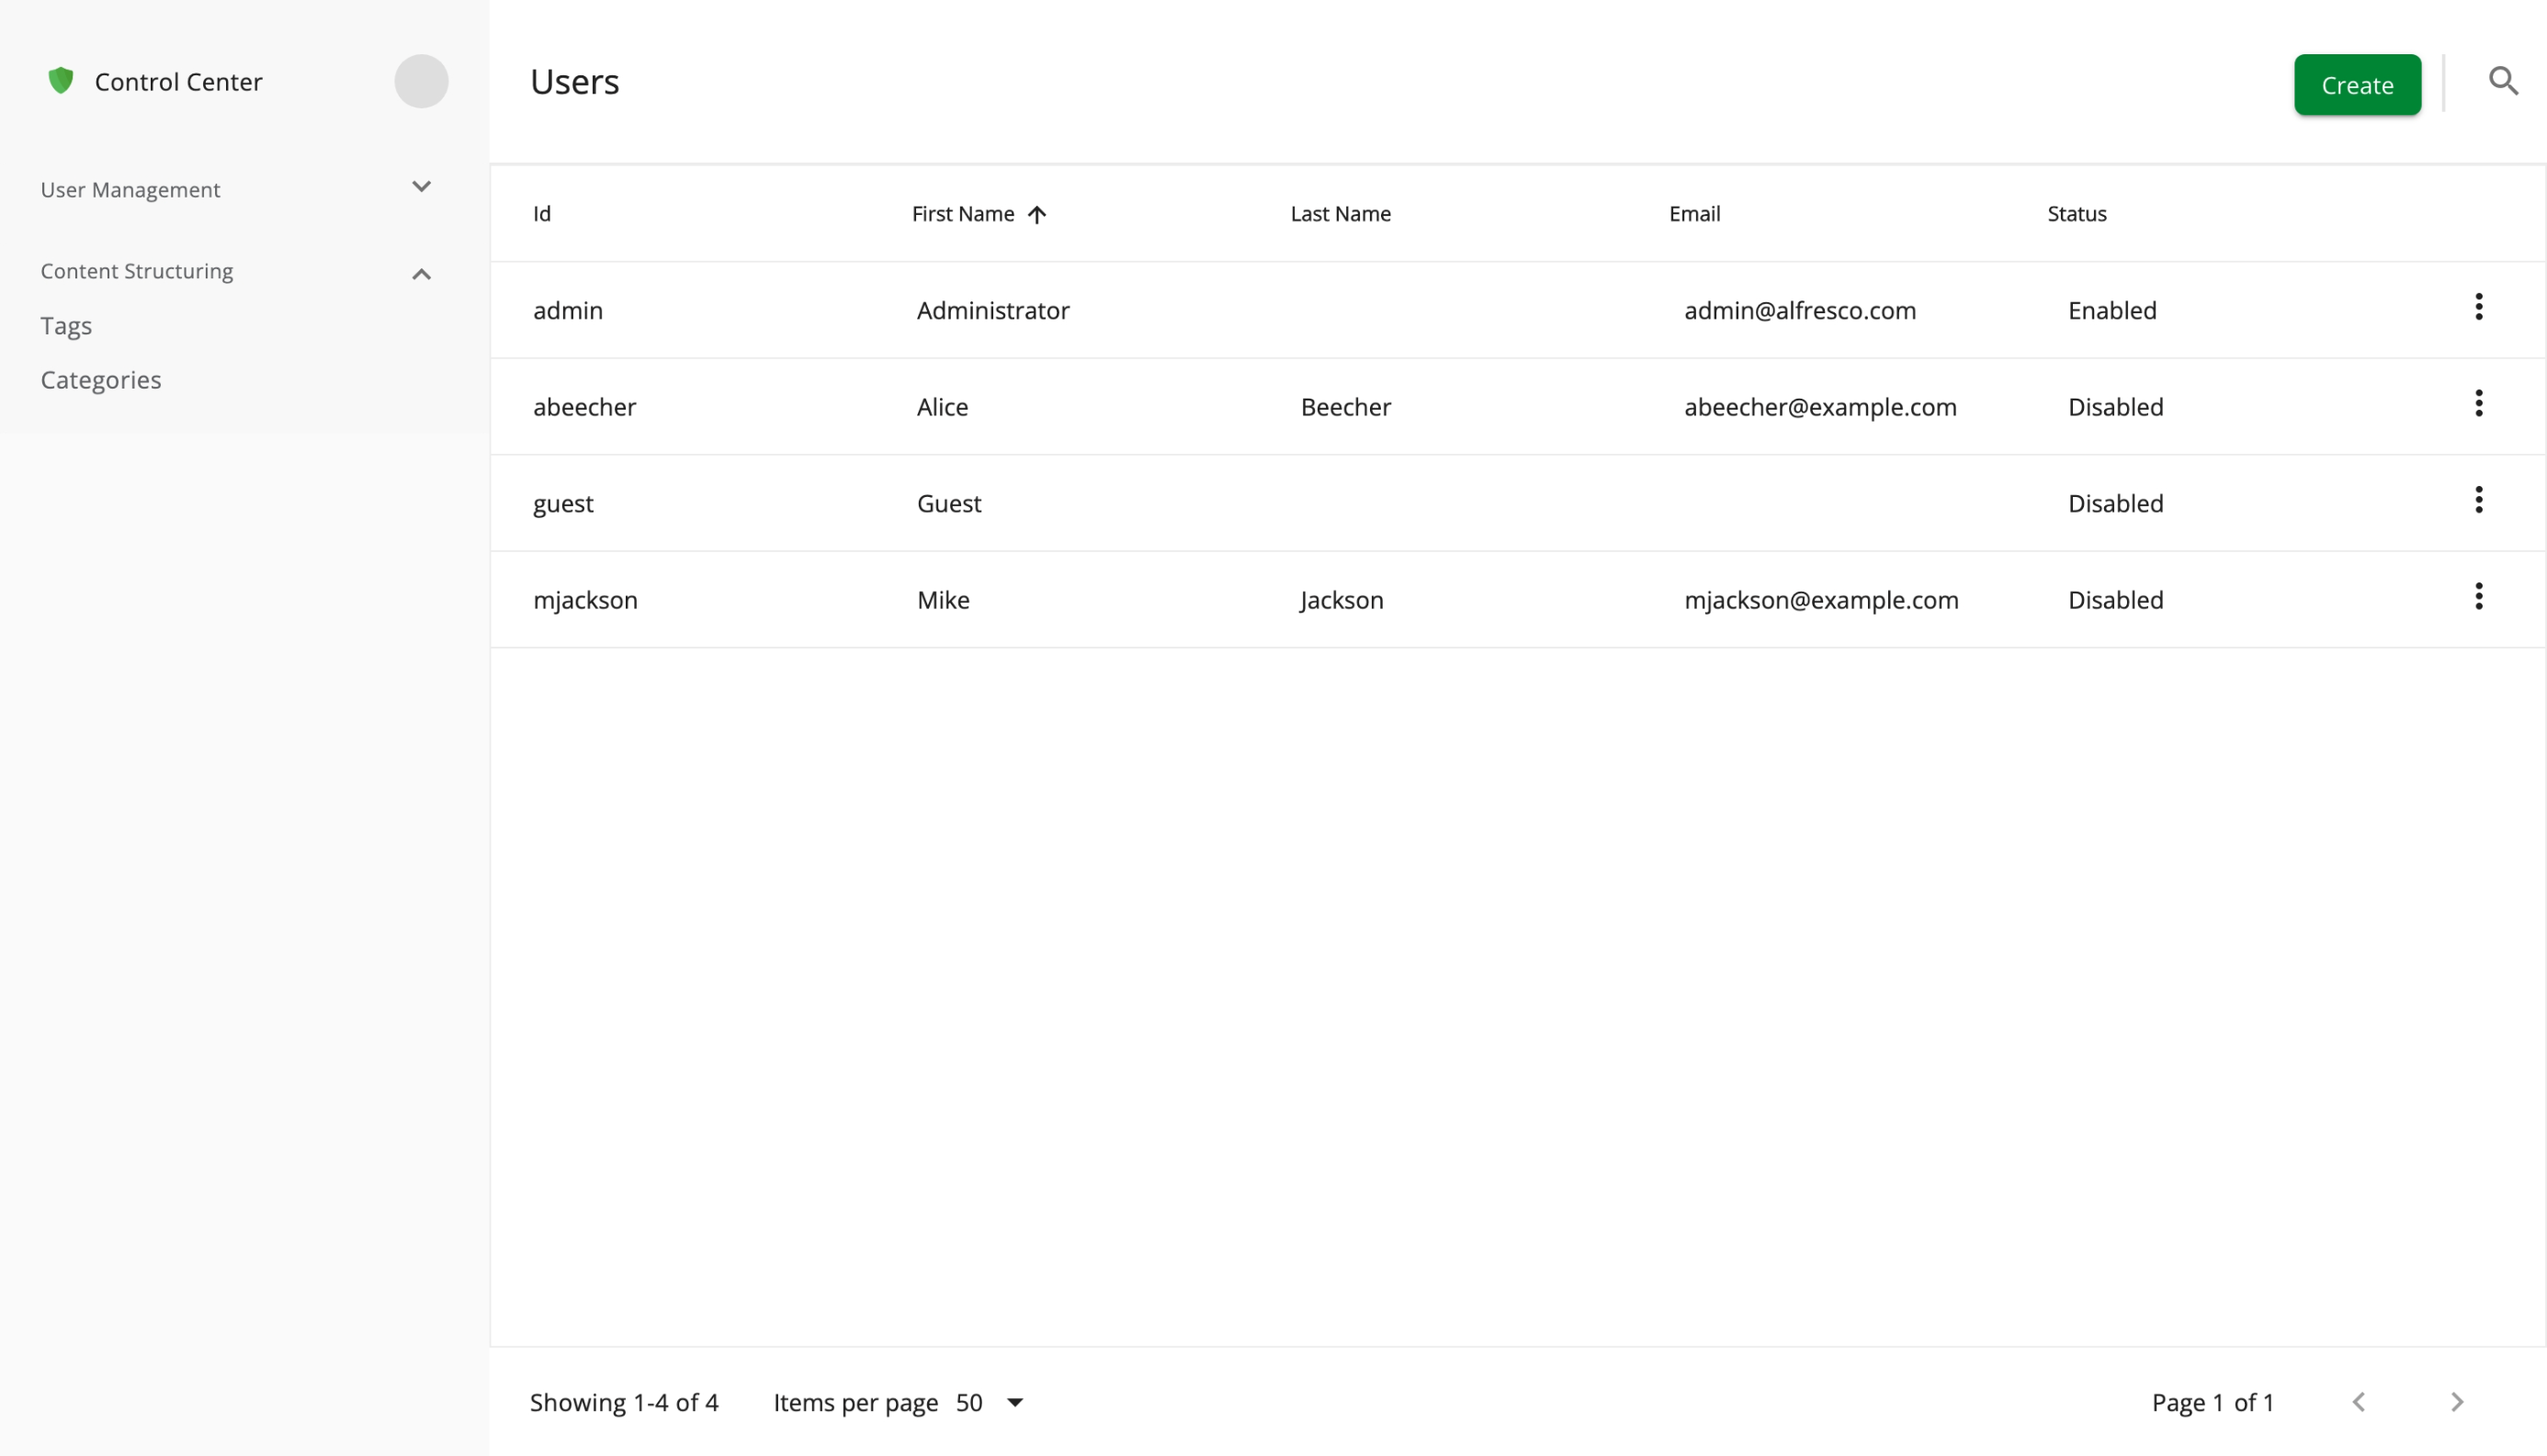 Control Center
User Management
Content Structuring
Tags
Categories
Users
Create
Id First Name Last Name Email Status
admin Administrator admin@alfresco.com Enabled
abeecher Alice Beecher abeecher@example.com Disabled
guest Guest Disabled
mjackson Mike Jackson mjackson@example.com Disabled
Showing 1-4 of 4 Items per page 50 Page 1 of 1